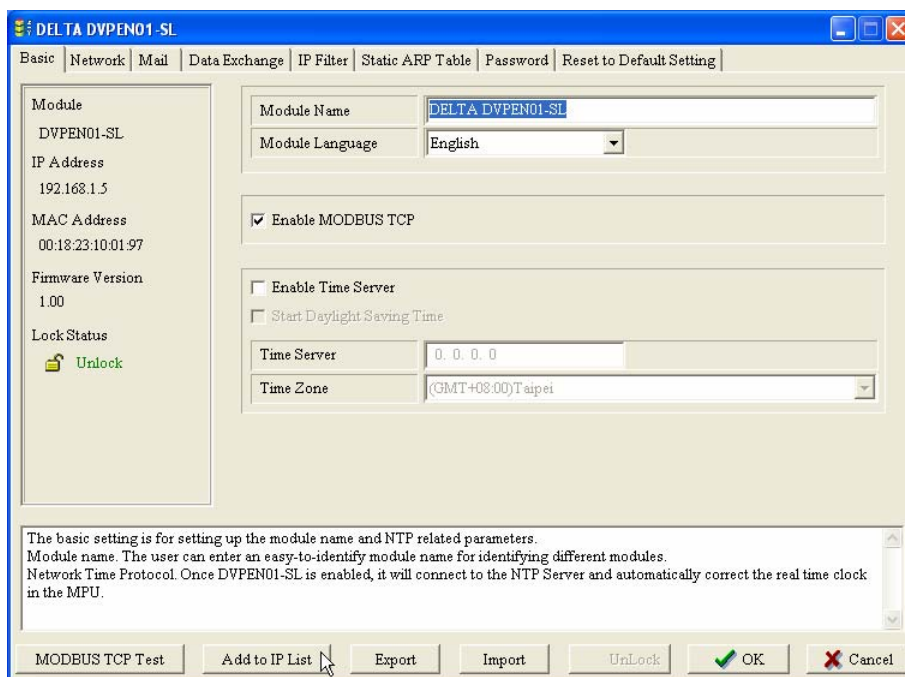 DELTA DVPEN01-SL
Basic Network Mail Data Exchange IP Filter Static ARP Table Password Reset to Default Setting
Module
DVPEN01-SL
IP Address
192.168.1.5
MAC Address
00:18:23:10:01:97
Firmware Version
1.00
Lock Status
Unlock
Module Name DELTA DVPEN01-SL
Module Language English
Enable MODBUS TCP
Enable Time Server
Start Daylight Saving Time
Time Server 0. 0. 0. 0
Time Zone (GMT+08:00)Taipei
The basic setting is for setting up the module name and NTP related parameters.
Module name. The user can enter an easy-to-identify module name for identifying different modules.
Network Time Protocol. Once DVPEN01-SL is enabled, it will connect to the NTP Server and automatically correct the real time clock
in the MPU.
MODBUS TCP Test Add to IP List Export Import UnLock OK Cancel